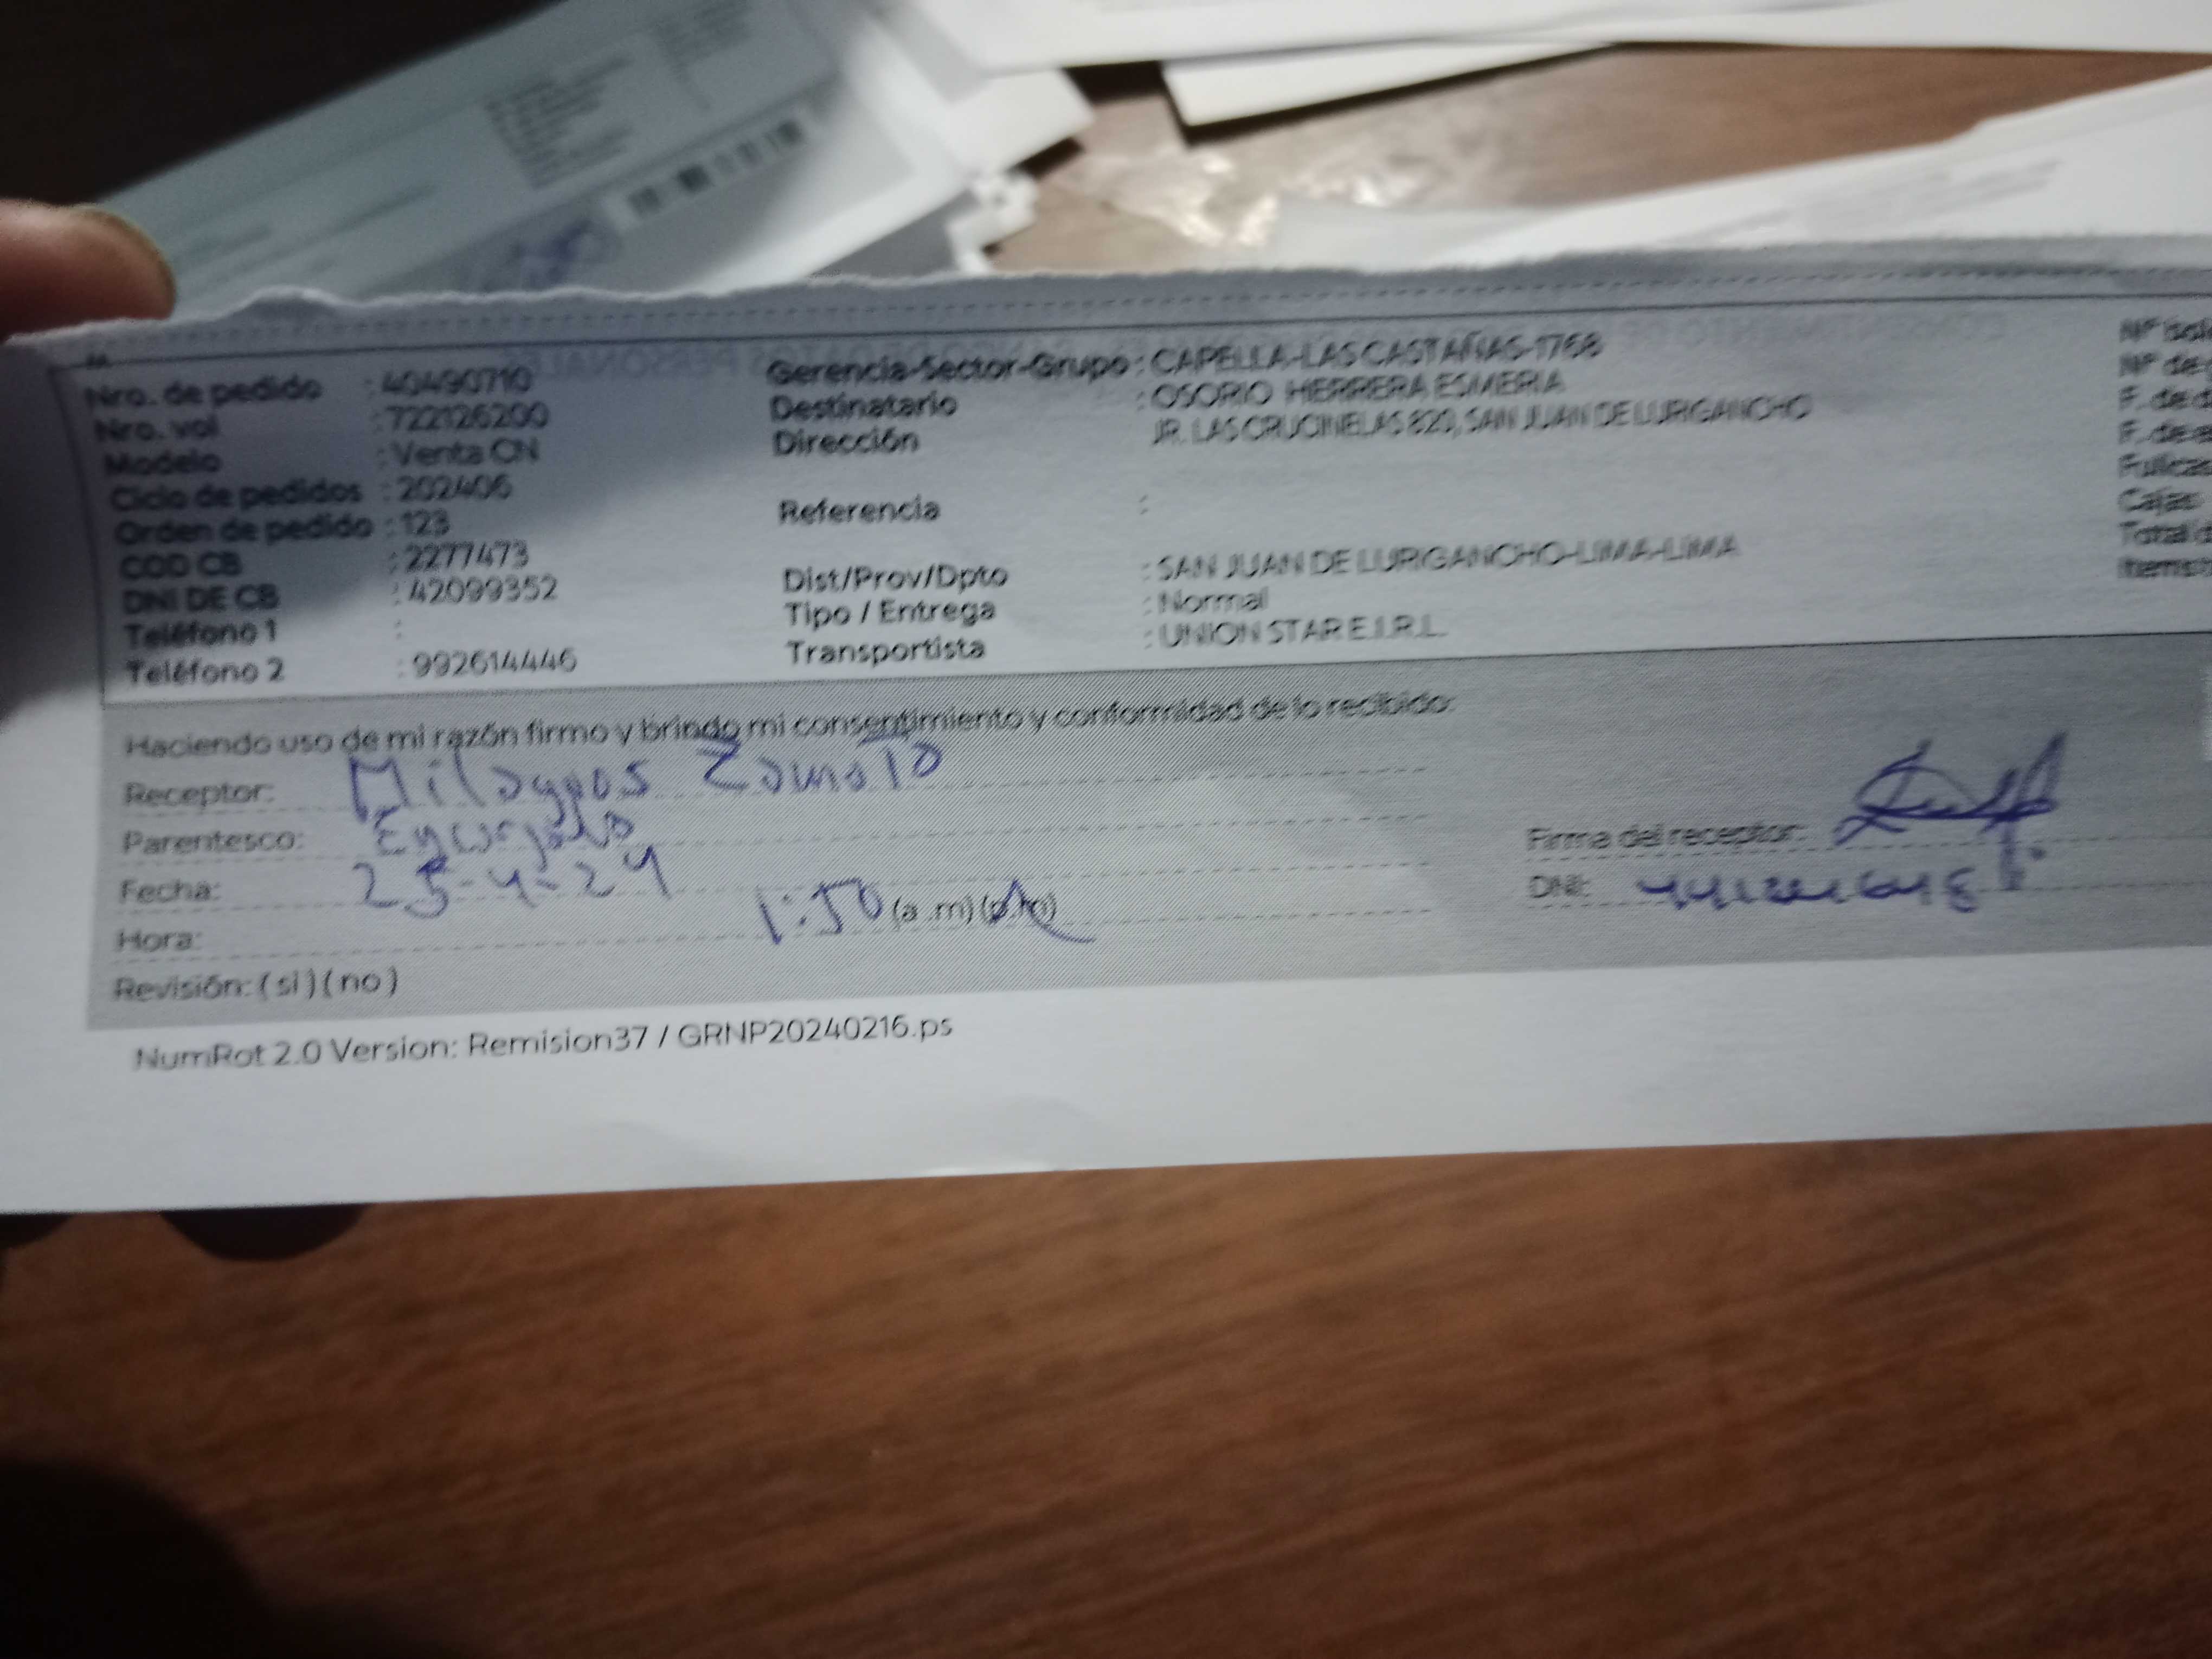 Nro. de pedido : 40490710
Nro. vol : 722126200
Modelo : Venta CN
Ciclo de pedidos : 202406
Orden de pedido : 123
COD CB : 2277473
DNI DE CB : 42099352
Teléfono 1 :
Teléfono 2 : 992614446
Gerencia-Sector-Grupo : CAPELLA-LAS CASTAÑAS-1768
Destinatario : OSORIO HERRERA ESMERIA
Dirección JR. LAS CRUCINELAS 820, SAN JUAN DE LURIGANCHO
Referencia :
Dist/Prov/Dpto : SAN JUAN DE LURIGANCHO-LIMA-LIMA
Tipo / Entrega : Normal
Transportista : UNION STAR E.I.R.L.
F. de
F. de
Cajas:
Total
Haciendo uso de mi razón firmo y brindo mi consentimiento y conformidad de lo recibido:
Receptor: Milagros
Parentesco:
Fecha: 25-4-24
Hora: 1:50 (a .m) (p.m)
Revisión: ( si ) ( no )
Firma del receptor:
DNI:
NumRot 2.0 Version: Remision37 / GRNP20240216.ps